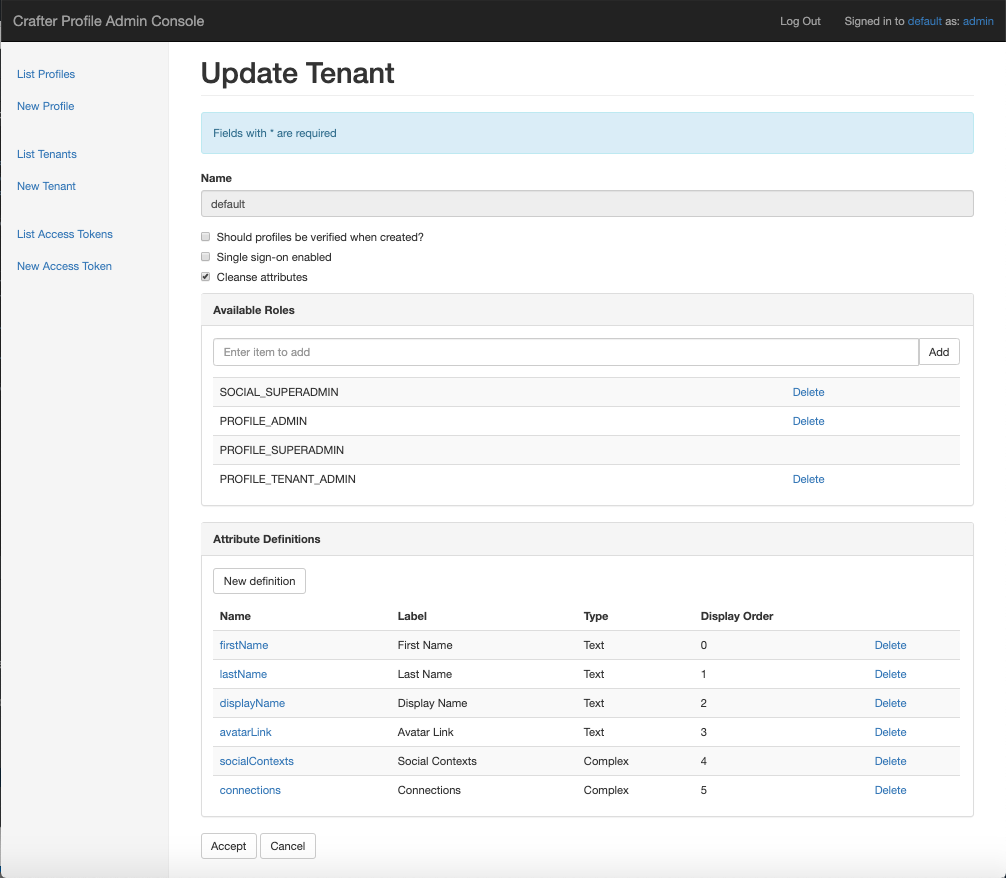 Crafter Profile Admin Console
Log Out
Signed in to default as: admin
List Profiles
New Profile
List Tenants
New Tenant
List Access Tokens
New Access Token
Update Tenant
Fields with * are required
Name
default
Should profiles be verified when created?
Single sign-on enabled
Cleanse attributes
Available Roles
Enter item to add
Add
SOCIAL_SUPERADMIN Delete
PROFILE_ADMIN Delete
PROFILE_SUPERADMIN
PROFILE_TENANT_ADMIN Delete
Attribute Definitions
New definition
Name Label Type Display Order
firstName First Name Text 0 Delete
lastName Last Name Text 1 Delete
displayName Display Name Text 2 Delete
avatarLink Avatar Link Text 3 Delete
socialContexts Social Contexts Complex 4 Delete
connections Connections Complex 5 Delete
Accept Cancel